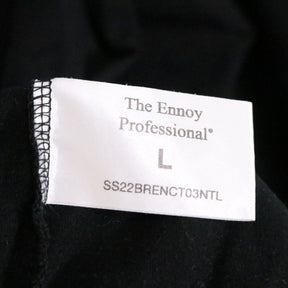 The Ennoy
Professional®
L
SS22BRENCT03NTL